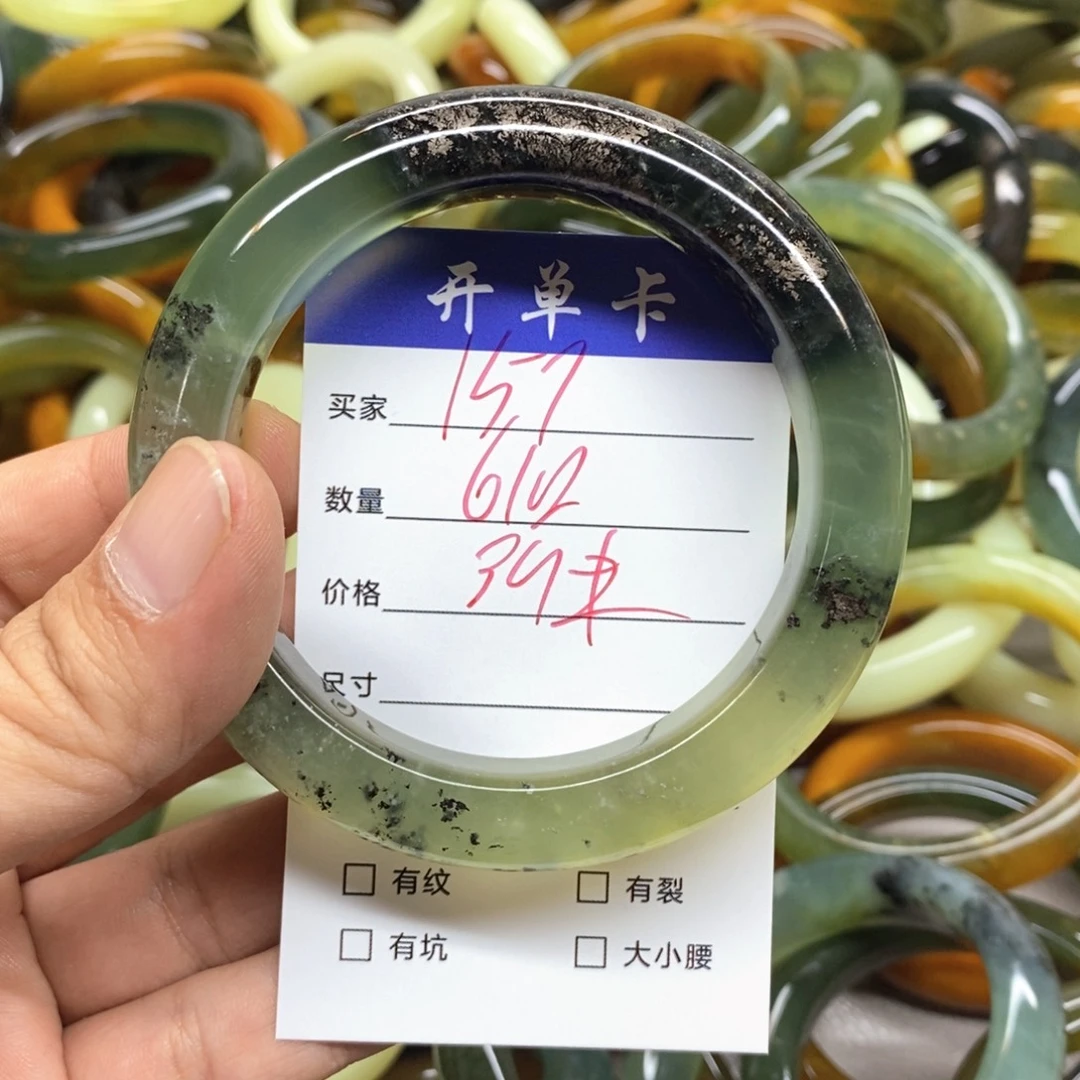 开单卡
买家 157
数量 612
价格
尺寸
□ 有纹 □ 有裂
□ 有坑 □ 大小腰